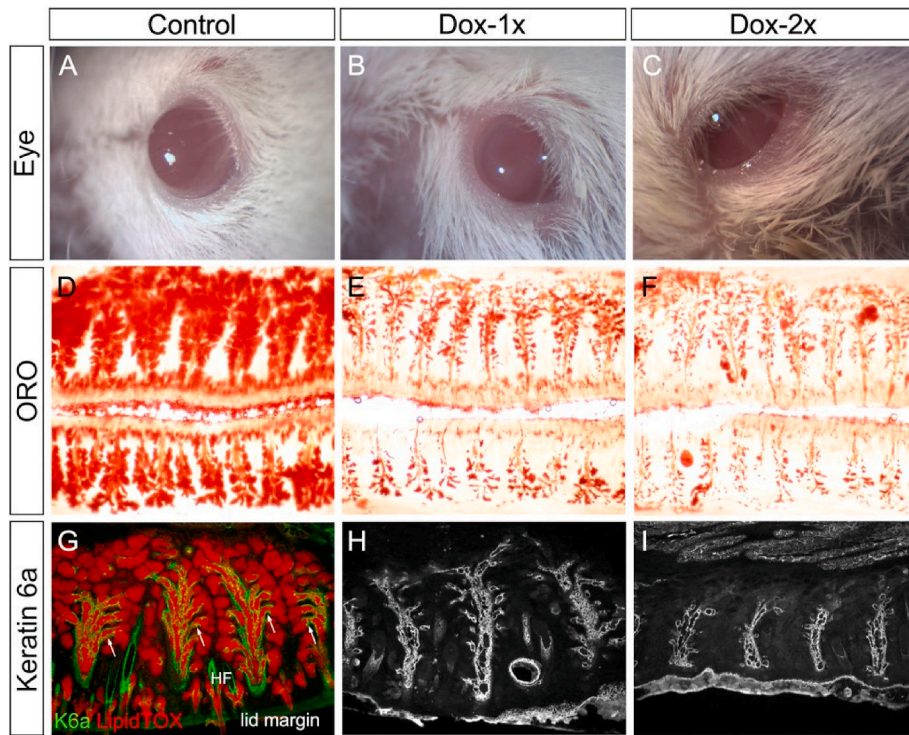 Control
Dox-1x
Dox-2x
Eye
A
B
C
ORO
D
E
F
Keratin 6a
G
H
I
HF
K6a LipidTOX
lid margin